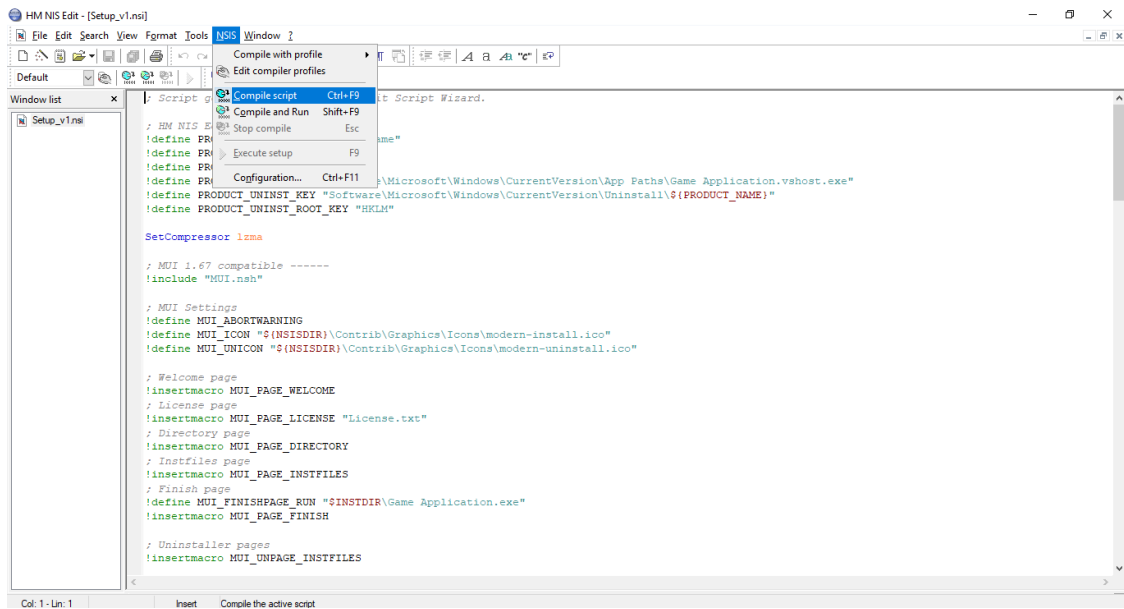 HM NIS Edit - [Setup_v1.nsi]
File Edit Search View Format Tools NSIS Window ?
Compile with profile
Edit compiler profiles
Compile script Ctrl+F9
Compile and Run Shift+F9
Stop compile Esc
Execute setup F9
Configuration... Ctrl+F11
A a Aa "c"
Default
Window list x
Setup_v1.nsi
; Script g it Script Wizard.
; HM NIS E
!define PR ame"
!define PR
!define PR
!define PR e\Microsoft\Windows\CurrentVersion\App Paths\Game Application.vshost.exe"
!define PRODUCT_UNINST_KEY "Software\Microsoft\Windows\CurrentVersion\Uninstall\${PRODUCT_NAME}"
!define PRODUCT_UNINST_ROOT_KEY "HKLM"
SetCompressor lzma
; MUI 1.67 compatible ------
!include "MUI.nsh"
; MUI Settings
!define MUI_ABORTWARNING
!define MUI_ICON "${NSISDIR}\Contrib\Graphics\Icons\modern-install.ico"
!define MUI_UNICON "${NSISDIR}\Contrib\Graphics\Icons\modern-uninstall.ico"
; Welcome page
!insertmacro MUI_PAGE_WELCOME
; License page
!insertmacro MUI_PAGE_LICENSE "License.txt"
; Directory page
!insertmacro MUI_PAGE_DIRECTORY
; Instfiles page
!insertmacro MUI_PAGE_INSTFILES
; Finish page
!define MUI_FINISHPAGE_RUN "$INSTDIR\Game Application.exe"
!insertmacro MUI_PAGE_FINISH
; Uninstaller pages
!insertmacro MUI_UNPAGE_INSTFILES
Col: 1 - Lin: 1 Insert Compile the active script